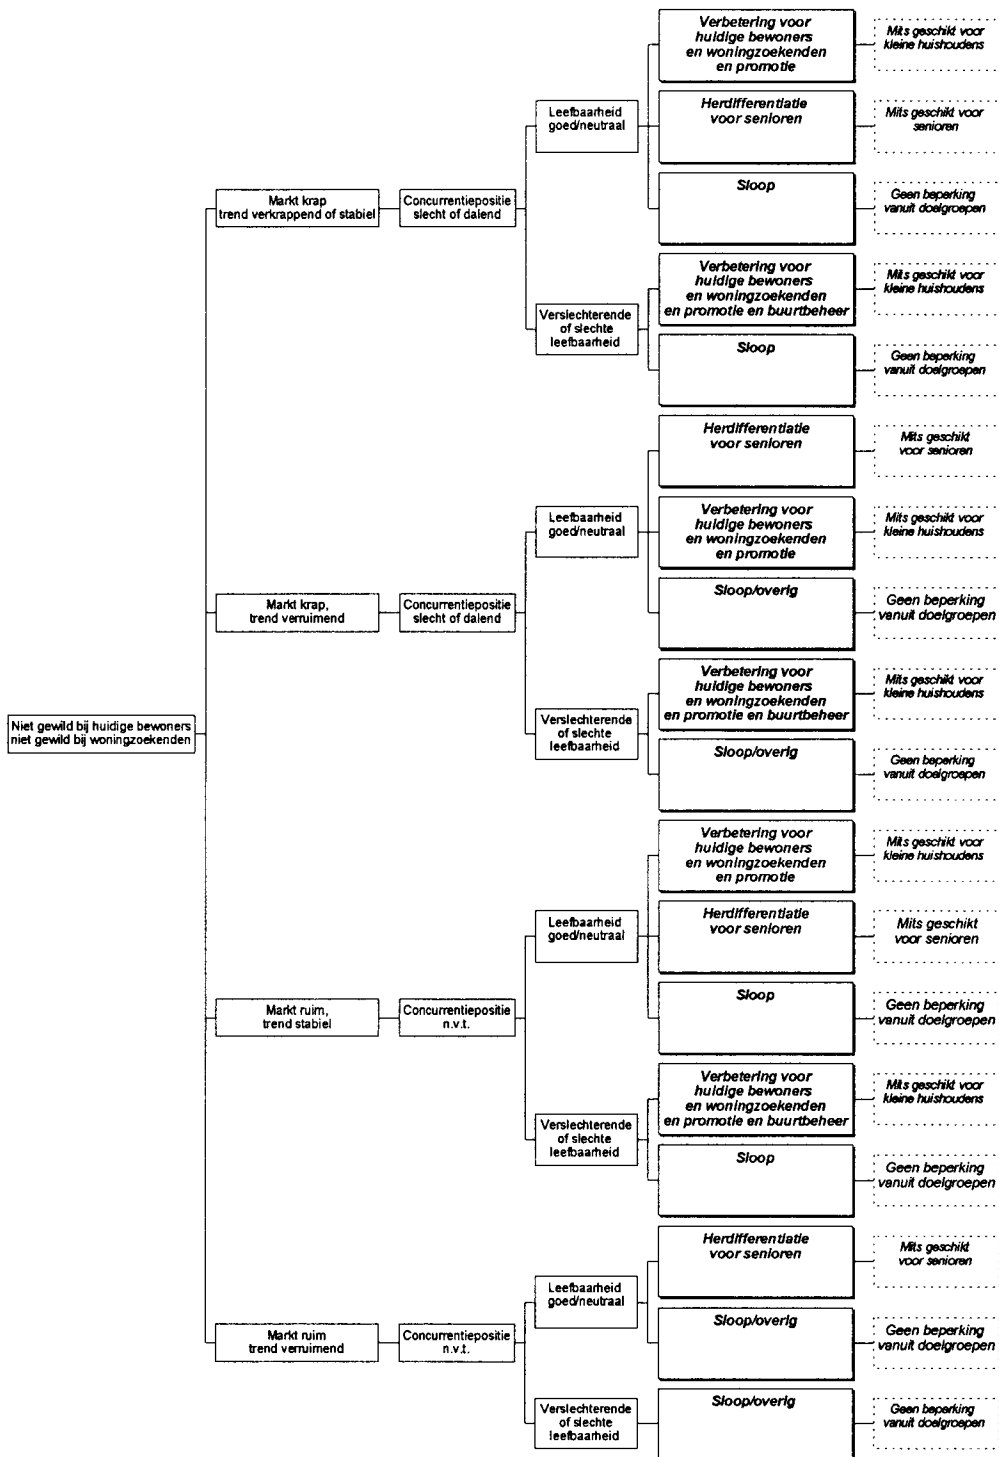 Verbetering voor
huidige bewoners
en woningzoekenden
en promotie
Mits geschikt voor
kleine huishoudens
Leefbaarheid
goed/neutraal
Herdifferentiatie
voor senioren
Mits geschikt voor
senioren
Sloop
Geen beperking
vanuit doelgroepen
Markt krap
trend verkrappend of stabiel
Concurrentiepositie
slecht of dalend
Verbetering voor
huidige bewoners
en woningzoekenden
en promotie en buurtbeheer
Mits geschikt voor
kleine huishoudens
Verslechterende
of slechte
leefbaarheid
Sloop
Geen beperking
vanuit doelgroepen
Herdifferentiatie
voor senioren
Mits geschikt
voor senioren
Leefbaarheid
goed/neutraal
Verbetering voor
huidige bewoners
en woningzoekenden
en promotie
Mits geschikt voor
kleine huishoudens
Markt krap,
trend verruimend
Concurrentiepositie
slecht of dalend
Sloop/overig
Geen beperking
vanuit doelgroepen
Verbetering voor
huidige bewoners
en woningzoekenden
en promotie en buurtbeheer
Mits geschikt voor
kleine huishoudens
Niet gewild bij huidige bewoners
niet gewild bij woningzoekenden
Verslechterende
of slechte
leefbaarheid
Sloop/overig
Geen beperking
vanuit doelgroepen
Verbetering voor
huidige bewoners
en woningzoekenden
en promotie
Mits geschikt voor
kleine huishoudens
Leefbaarheid
goed/neutraal
Herdifferentiatie
voor senioren
Mits geschikt
voor senioren
Markt ruim,
trend stabiel
Concurrentiepositie
n.v.t.
Sloop
Geen beperking
vanuit doelgroepen
Verbetering voor
huidige bewoners
en woningzoekenden
en promotie en buurtbeheer
Mits geschikt voor
kleine huishoudens
Verslechterende
of slechte
leefbaarheid
Sloop
Geen beperking
vanuit doelgroepen
Herdifferentiatie
voor senioren
Mits geschikt
voor senioren
Leefbaarheid
goed/neutraal
Markt ruim
trend verruimend
Concurrentiepositie
n.v.t.
Sloop/overig
Geen beperking
vanuit doelgroepen
Verslechterende
of slechte
leefbaarheid
Sloop/overig
Geen beperking
vanuit doelgroepen